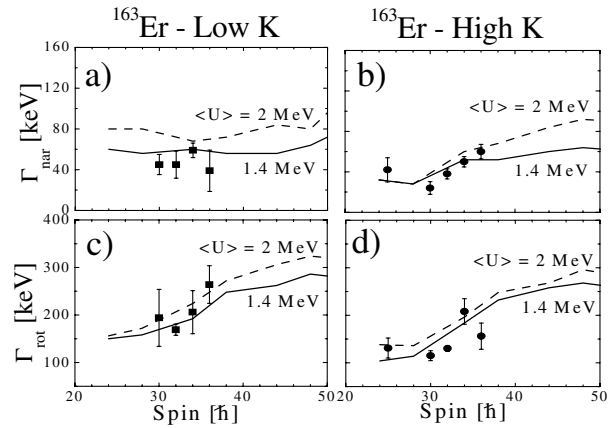 ¹⁶³Er - Low K
¹⁶³Er - High K
Γnar [keV]
160
120
80
40
0
a)
<U> = 2 MeV
1.4 MeV
b)
<U> = 2 MeV
1.4 MeV
Γrot [keV]
400
300
200
100
c)
<U> = 2 MeV
1.4 MeV
d)
<U> = 2 MeV
1.4 MeV
20 30 40 50
20 30 40 50
Spin [ħ]
Spin [ħ]